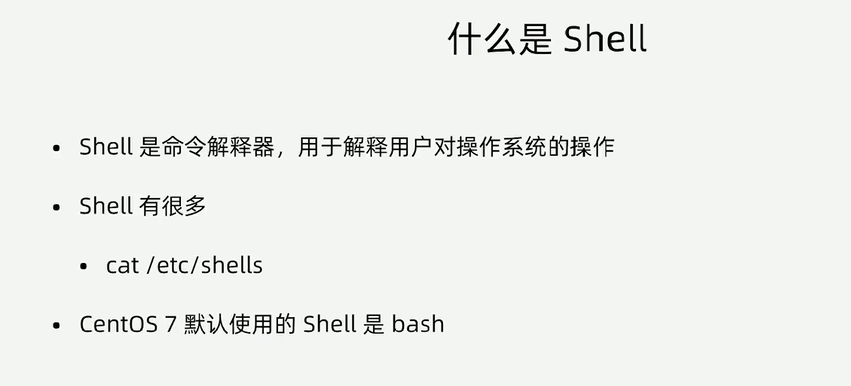 什么是 Shell
• Shell 是命令解释器，用于解释用户对操作系统的操作
• Shell 有很多
• cat /etc/shells
• CentOS 7 默认使用的 Shell 是 bash